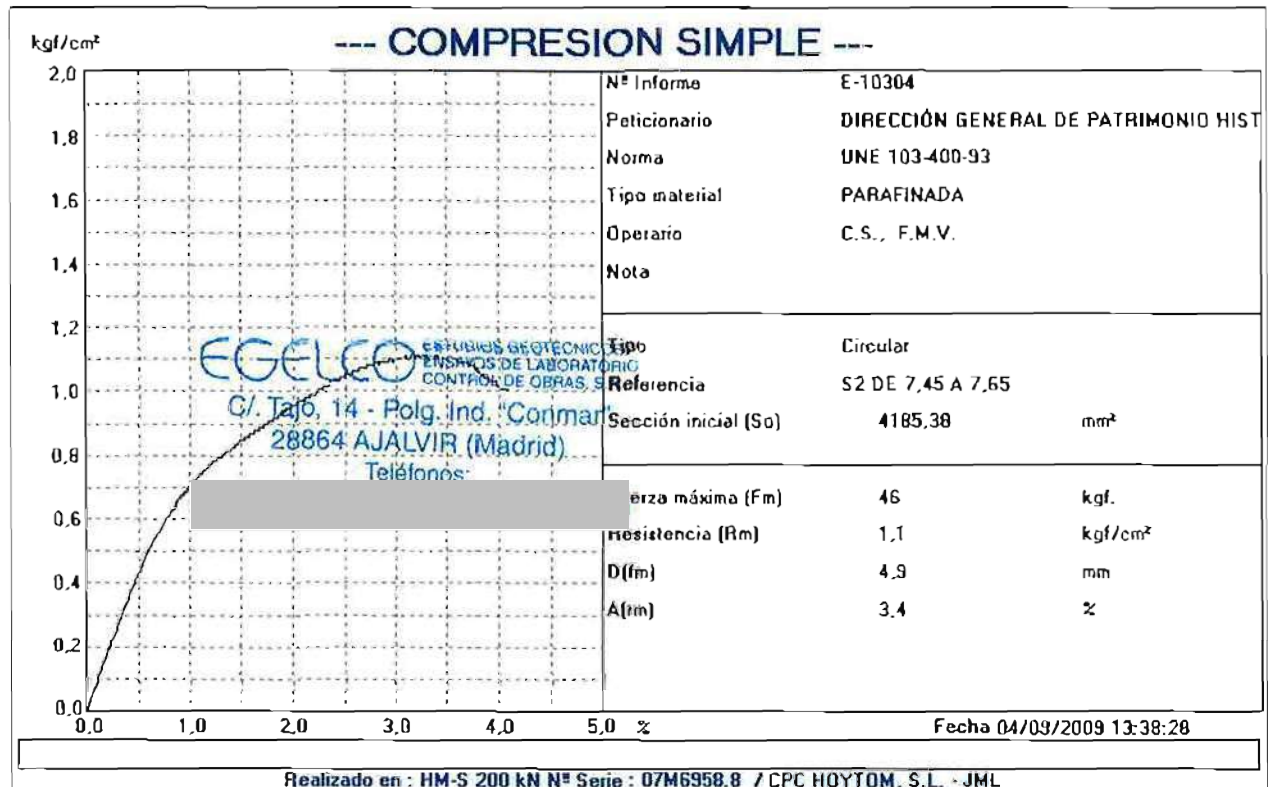 --- COMPRESION SIMPLE ---
kgf/cm²
2,0
1,8
1,6
1,4
1,2
1,0
0,8
0,6
0,4
0,2
0,0
0,0 1,0 2,0 3,0 4,0 5,0 %
EGELCO
ESTUDIOS GEOTECNICOS
ENSAYOS DE LABORATORIO
CONTROL DE OBRAS, S
C/. Tajo, 14 - Polg. Ind. "Conmar"
28864 AJALVIR (Madrid)
Teléfonos:
Nº Informe E-10304
Peticionario DIRECCIÓN GENERAL DE PATRIMONIO HIST
Norma UNE 103-400-93
Tipo material PARAFINADA
Operario C.S., F.M.V.
Nota
Tipo Circular
Referencia S2 DE 7,45 A 7,65
Sección inicial (So) 4185,38 mm²
erza máxima (Fm) 46 kgf.
Resistencia (Rm) 1,1 kgf/cm²
D(fm) 4,9 mm
A(rm) 3,4 %
Fecha 04/09/2009 13:38:28
Realizado en : HM-S 200 kN Nº Serie : 07M6958.8 / CPC HOYTOM, S.L. - JML